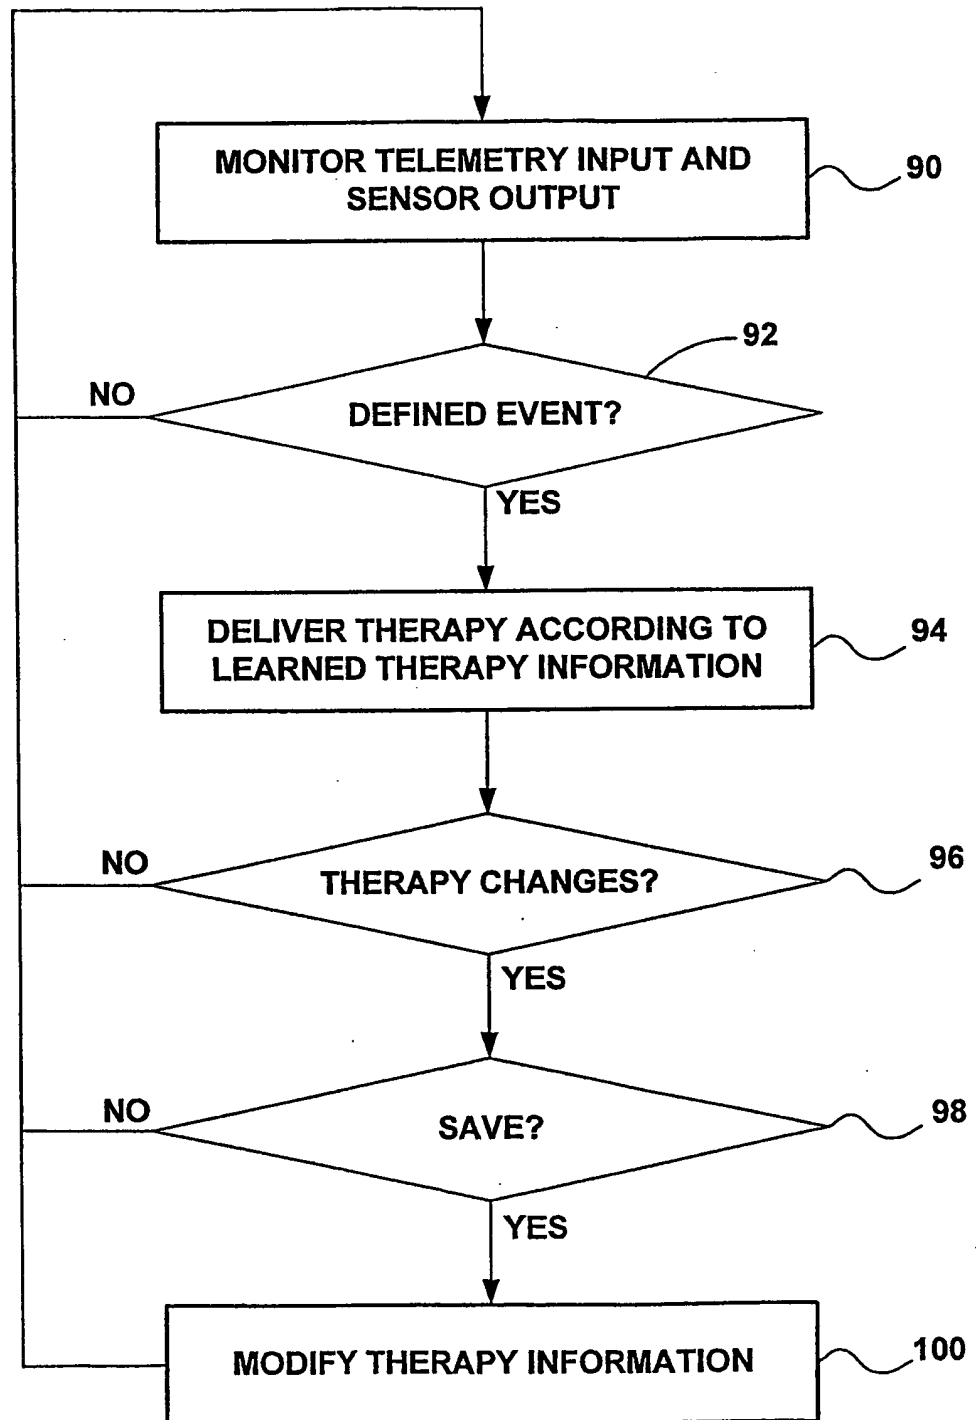 MONITOR TELEMETRY INPUT AND
SENSOR OUTPUT
90
92
NO
DEFINED EVENT?
YES
DELIVER THERAPY ACCORDING TO
LEARNED THERAPY INFORMATION
94
NO
THERAPY CHANGES?
96
YES
NO
SAVE?
98
YES
MODIFY THERAPY INFORMATION
100